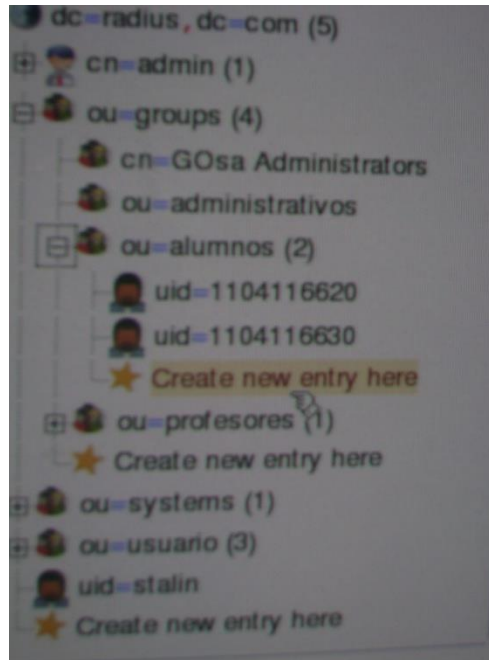 dc=radius, dc=com (5)
cn=admin (1)
ou=groups (4)
cn=GOsa Administrators
ou=administrativos
ou=alumnos (2)
uid=1104116620
uid=1104116630
Create new entry here
ou=profesores (1)
Create new entry here
ou=systems (1)
ou=usuario (3)
uid=stalin
Create new entry here